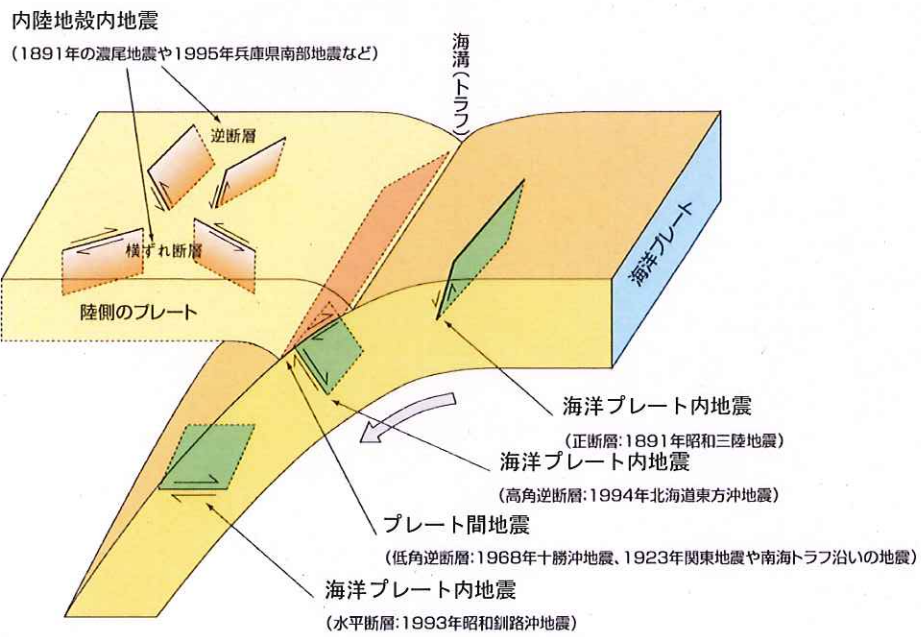 内陸地殻内地震
(1891年の濃尾地震や1995年兵庫県南部地震など)
海溝(トラフ)
逆断層
横ずれ断層
陸側のプレート
海洋プレート
海洋プレート内地震
(正断層:1891年昭和三陸地震)
海洋プレート内地震
(高角逆断層:1994年北海道東方沖地震)
プレート間地震
(低角逆断層:1968年十勝沖地震、1923年関東地震や南海トラフ沿いの地震)
海洋プレート内地震
(水平断層:1993年昭和釧路沖地震)